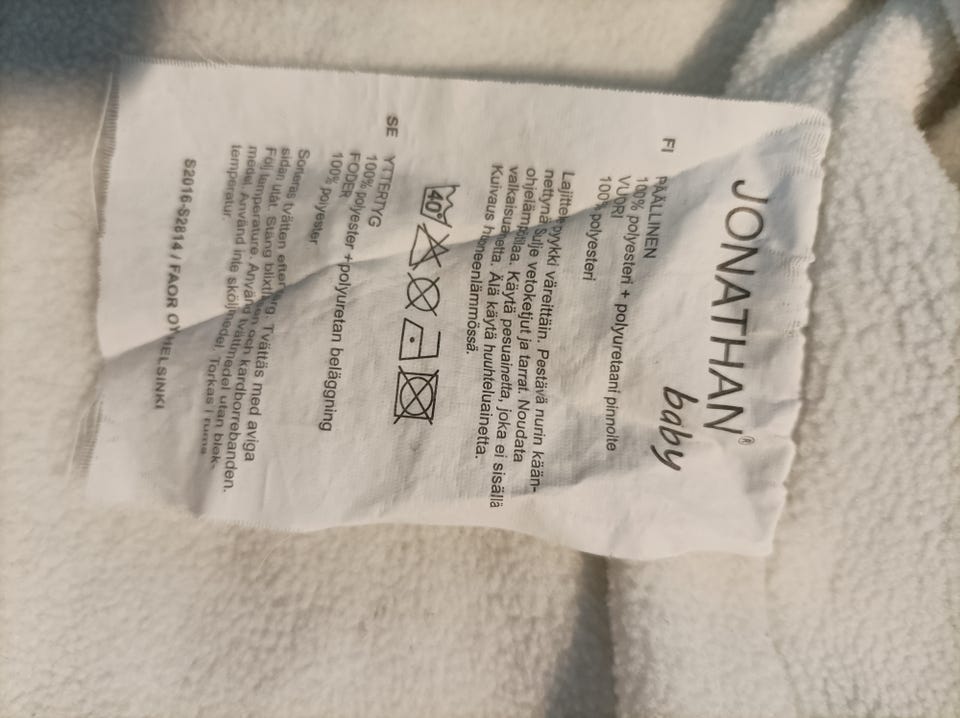 JONATHAN®
baby
FI
PÄÄLLINEN
100% polyesteri + polyuretaani pinnoite
VUORI
100% polyesteri
Lajittele pyykki väreittäin. Pestävä nurin kään-
nettynä. Sulje vetoketjut ja tarrat. Noudata
ohjelämpötilaa. Käytä pesuainetta, joka ei sisällä
valkaisuainetta. Älä käytä huuhteluainetta.
Kuivaus huoneenlämmössä.
40°
SE
YTTERTYG
100% polyester +polyuretan beläggning
FODER
100% polyester
Sorteras tvätten efter färg. Tvättas med aviga
sidan utåt. Stäng blixtlåsen och kardborrebanden.
Följ temperature. Använd tvättmedel utan blek-
medel. Använd inte sköljmedel. Torkas i rums
temperatur
S2016-S2814 / FAOR OY HELSINKI